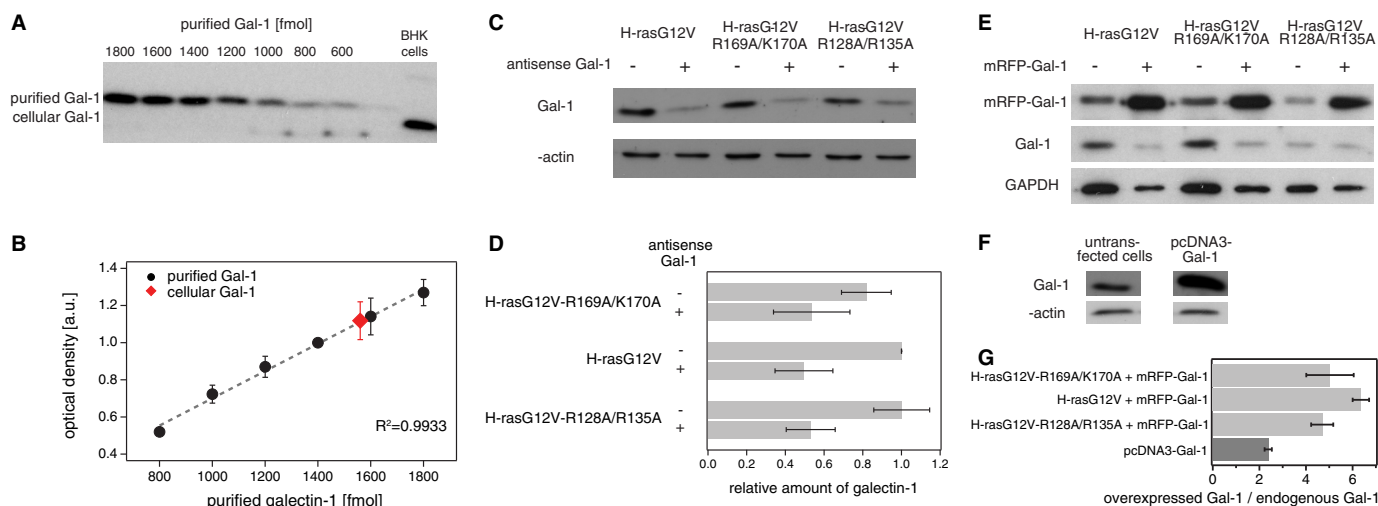 A
purified Gal-1 [fmol]
1800 1600 1400 1200 1000 800 600
BHK
cells
purified Gal-1
cellular Gal-1
B
optical density [a.u.]
1.4
1.2
1.0
0.8
0.6
0.4
purified Gal-1
cellular Gal-1
R²=0.9933
800 1000 1200 1400 1600 1800
purified galectin-1 [fmol]
C
H-rasG12V
H-rasG12V
R169A/K170A
H-rasG12V
R128A/R135A
antisense Gal-1 - + - + - +
Gal-1
-actin
D
antisense
Gal-1
H-rasG12V-R169A/K170A
-
+
H-rasG12V
-
+
H-rasG12V-R128A/R135A
-
+
0.0 0.2 0.4 0.6 0.8 1.0 1.2
relative amount of galectin-1
E
H-rasG12V
H-rasG12V
R169A/K170A
H-rasG12V
R128A/R135A
mRFP-Gal-1 - + - + - +
mRFP-Gal-1
Gal-1
GAPDH
F
untrans-
fected cells
pcDNA3-
Gal-1
Gal-1
-actin
G
H-rasG12V-R169A/K170A + mRFP-Gal-1
H-rasG12V + mRFP-Gal-1
H-rasG12V-R128A/R135A + mRFP-Gal-1
pcDNA3-Gal-1
0 2 4 6
overexpressed Gal-1 / endogenous Gal-1